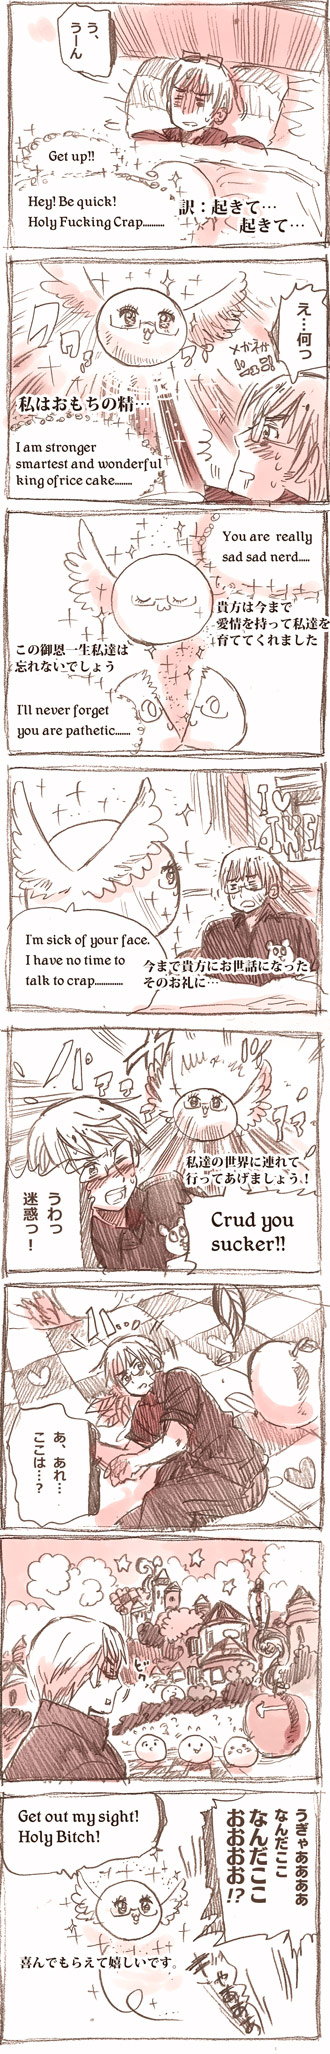 う、
うーん
Get up!!
Hey! Be quick!
Holy Fucking Crap..........
訳：起きて…
起きて…
え…何っ
私はおもちの精…
I am stronger
smartest and wonderful
king of rice cake........
You are really
sad sad nerd.....
貴方は今まで
愛情を持って私達を
育ててくれました
この御恩一生私達は
忘れないでしょう
I'll never forget
you are pathetic.......
I'm sick of your face.
I have no time to
talk to crap.............
今まで貴方にお世話になった
そのお礼に…
私達の世界に連れて
行ってあげましょう！
Crud you
sucker!!
うわっ
迷惑っ！
あ、あれ…
ここは…？
うぎゃあああ
なんだここ
なんだここ
おおおお!?
Get out my sight!
Holy Bitch!
喜んでもらえて嬉しいです。